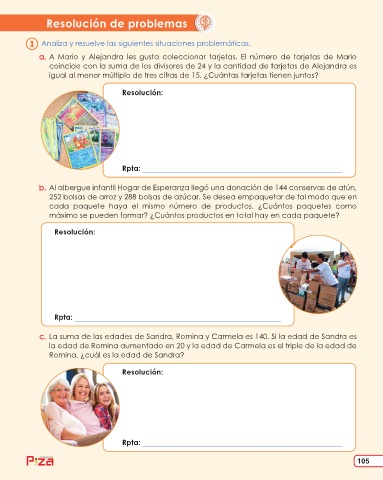 Resolución de problemas
1 Analiza y resuelve las siguientes situaciones problemáticas.
a. A Mario y Alejandra les gusta coleccionar tarjetas. El número de tarjetas de Mario
coincide con la suma de los divisores de 24 y la cantidad de tarjetas de Alejandra es
igual al menor múltiplo de tres cifras de 15. ¿Cuántas tarjetas tienen juntos?
Resolución:
Rpta:
b. Al albergue infantil Hogar de Esperanza llegó una donación de 144 conservas de atún,
252 bolsas de arroz y 288 bolsas de azúcar. Se desea empaquetar de tal modo que en
cada paquete haya el mismo número de productos. ¿Cuántos paquetes como
máximo se pueden formar? ¿Cuántos productos en total hay en cada paquete?
Resolución:
Rpta:
c. La suma de las edades de Sandra, Romina y Carmela es 140. Si la edad de Sandra es
la edad de Romina aumentado en 20 y la edad de Carmela es el triple de la edad de
Romina, ¿cuál es la edad de Sandra?
Resolución:
Rpta:
105